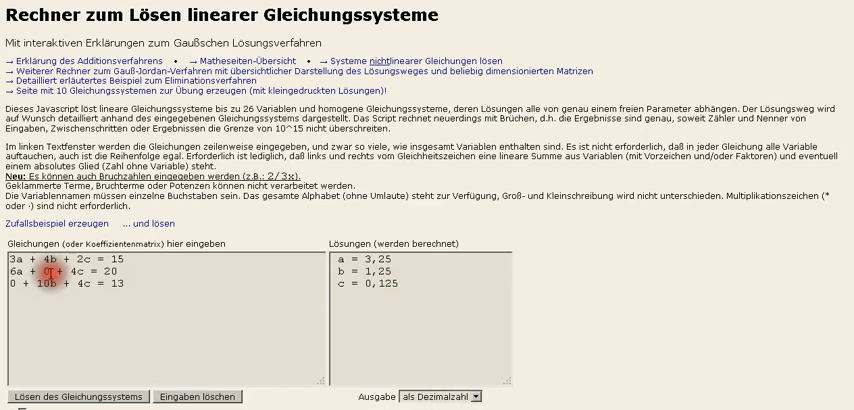 Rechner zum Lösen linearer Gleichungssysteme
Mit interaktiven Erklärungen zum Gaußschen Lösungsverfahren
→ Erklärung des Additionsverfahrens • → Matheseiten-Übersicht • → Systeme nichtlinearer Gleichungen lösen
→ Weiterer Rechner zum Gauß-Jordan-Verfahren mit übersichtlicher Darstellung des Lösungsweges und beliebig dimensionierten Matrizen
→ Detailliert erläutertes Beispiel zum Eliminationsverfahren
→ Seite mit 10 Gleichungssystemen zur Übung erzeugen (mit kleingedruckten Lösungen)!
Dieses Javascript löst lineare Gleichungssysteme bis zu 26 Variablen und homogene Gleichungssysteme, deren Lösungen alle von genau einem freien Parameter abhängen. Der Lösungsweg wird
auf Wunsch detailliert anhand des eingegebenen Gleichungssystems dargestellt. Das Script rechnet neuerdings mit Brüchen, d.h. die Ergebnisse sind genau, soweit Zähler und Nenner von
Eingaben, Zwischenschritten oder Ergebnissen die Grenze von 10^15 nicht überschreiten.
Im linken Textfenster werden die Gleichungen zeilenweise eingegeben, und zwar so viele, wie insgesamt Variablen enthalten sind. Es ist nicht erforderlich, daß in jeder Gleichung alle Variable
auftauchen, auch ist die Reihenfolge egal. Erforderlich ist lediglich, daß links und rechts vom Gleichheitszeichen eine lineare Summe aus Variablen (mit Vorzeichen und/oder Faktoren) und eventuell
einem absolutes Glied (Zahl ohne Variable) steht.
Neu: Es können auch Bruchzahlen eingegeben werden (z.B.: 2/3x).
Geklammerte Terme, Bruchterme oder Potenzen können nicht verarbeitet werden.
Die Variablennamen müssen einzelne Buchstaben sein. Das gesamte Alphabet (ohne Umlaute) steht zur Verfügung, Groß- und Kleinschreibung wird nicht unterschieden. Multiplikationszeichen (*
oder ·) sind nicht erforderlich.
Zufallsbeispiel erzeugen ... und lösen
Gleichungen (oder Koeffizientenmatrix) hier eingeben
3a + 4b + 2c = 15
6a + 0 + 4c = 20
0 + 10b + 4c = 13
Lösungen (werden berechnet)
a = 3,25
b = 1,25
c = 0,125
Lösen des Gleichungssystems Eingaben löschen
Ausgabe als Dezimalzahl